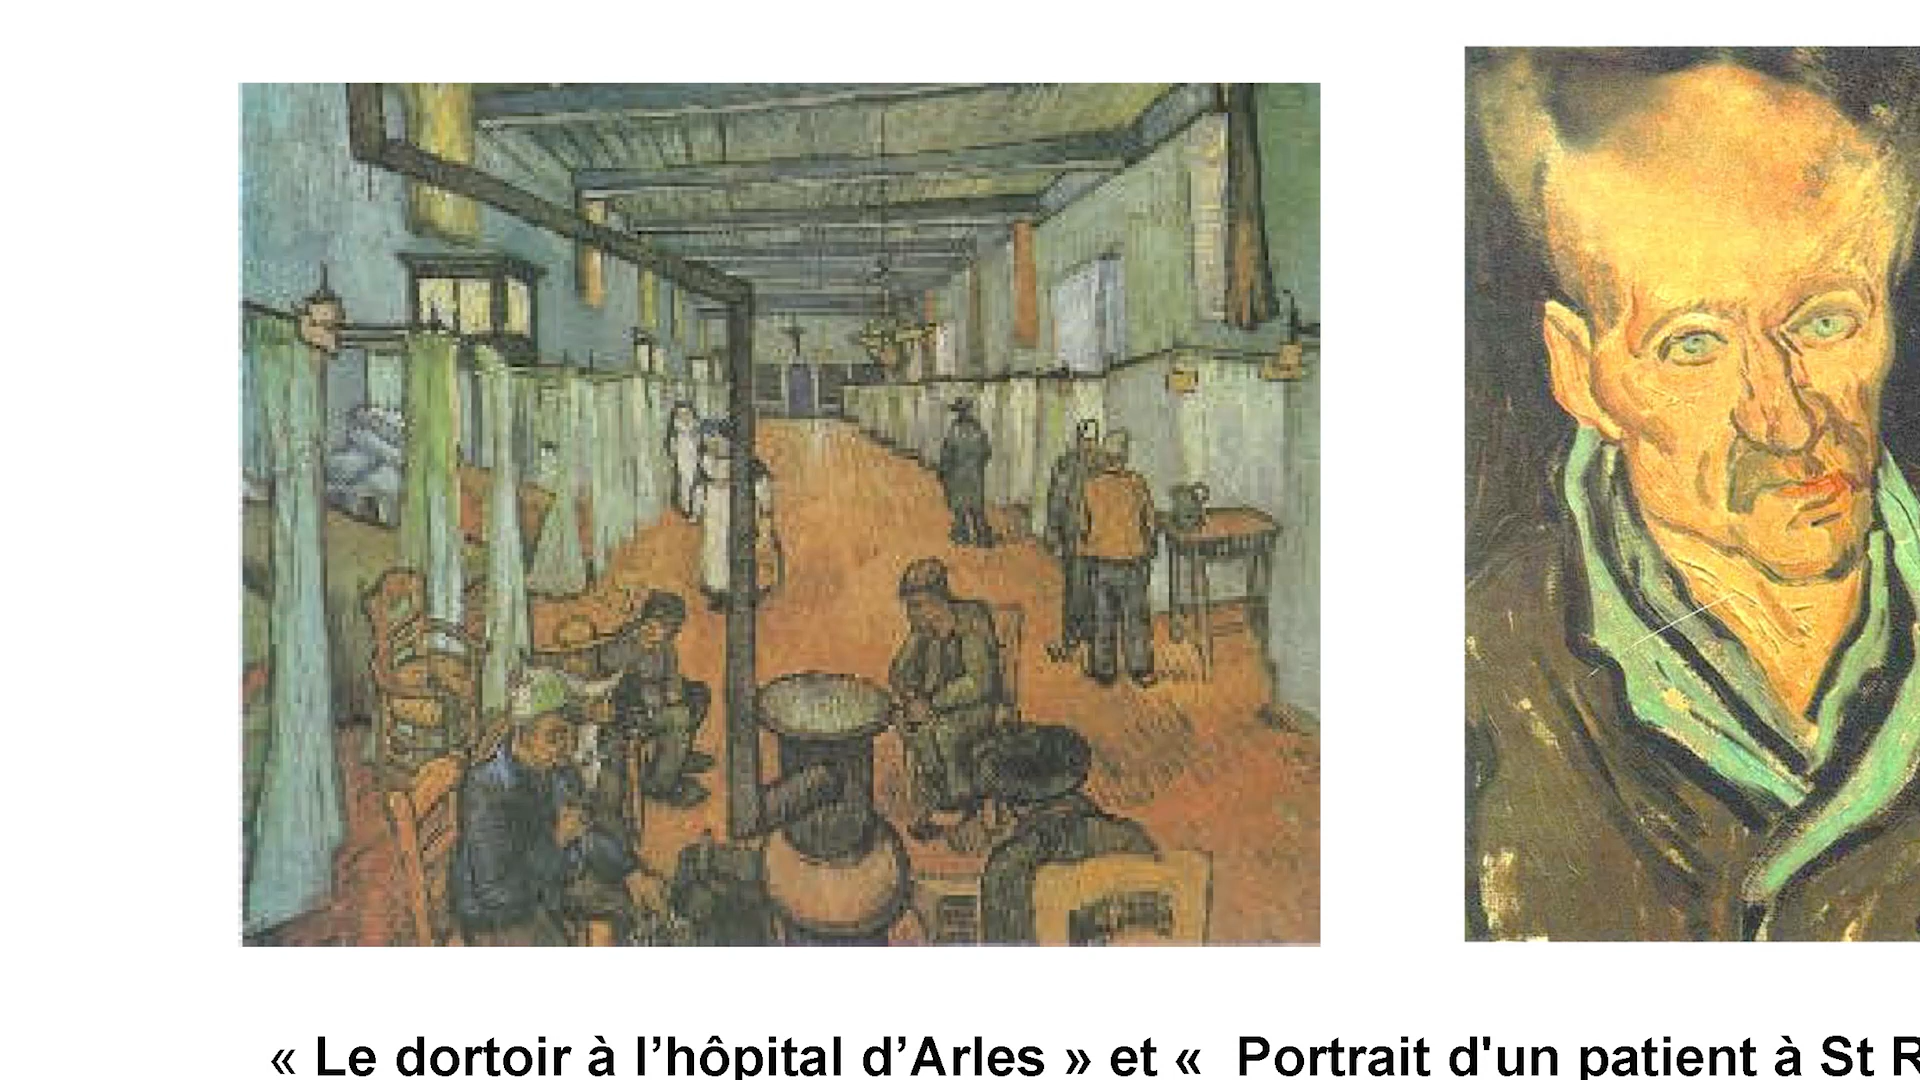 « Le dortoir à l’hôpital d’Arles » et «  Portrait d'un patient à St R